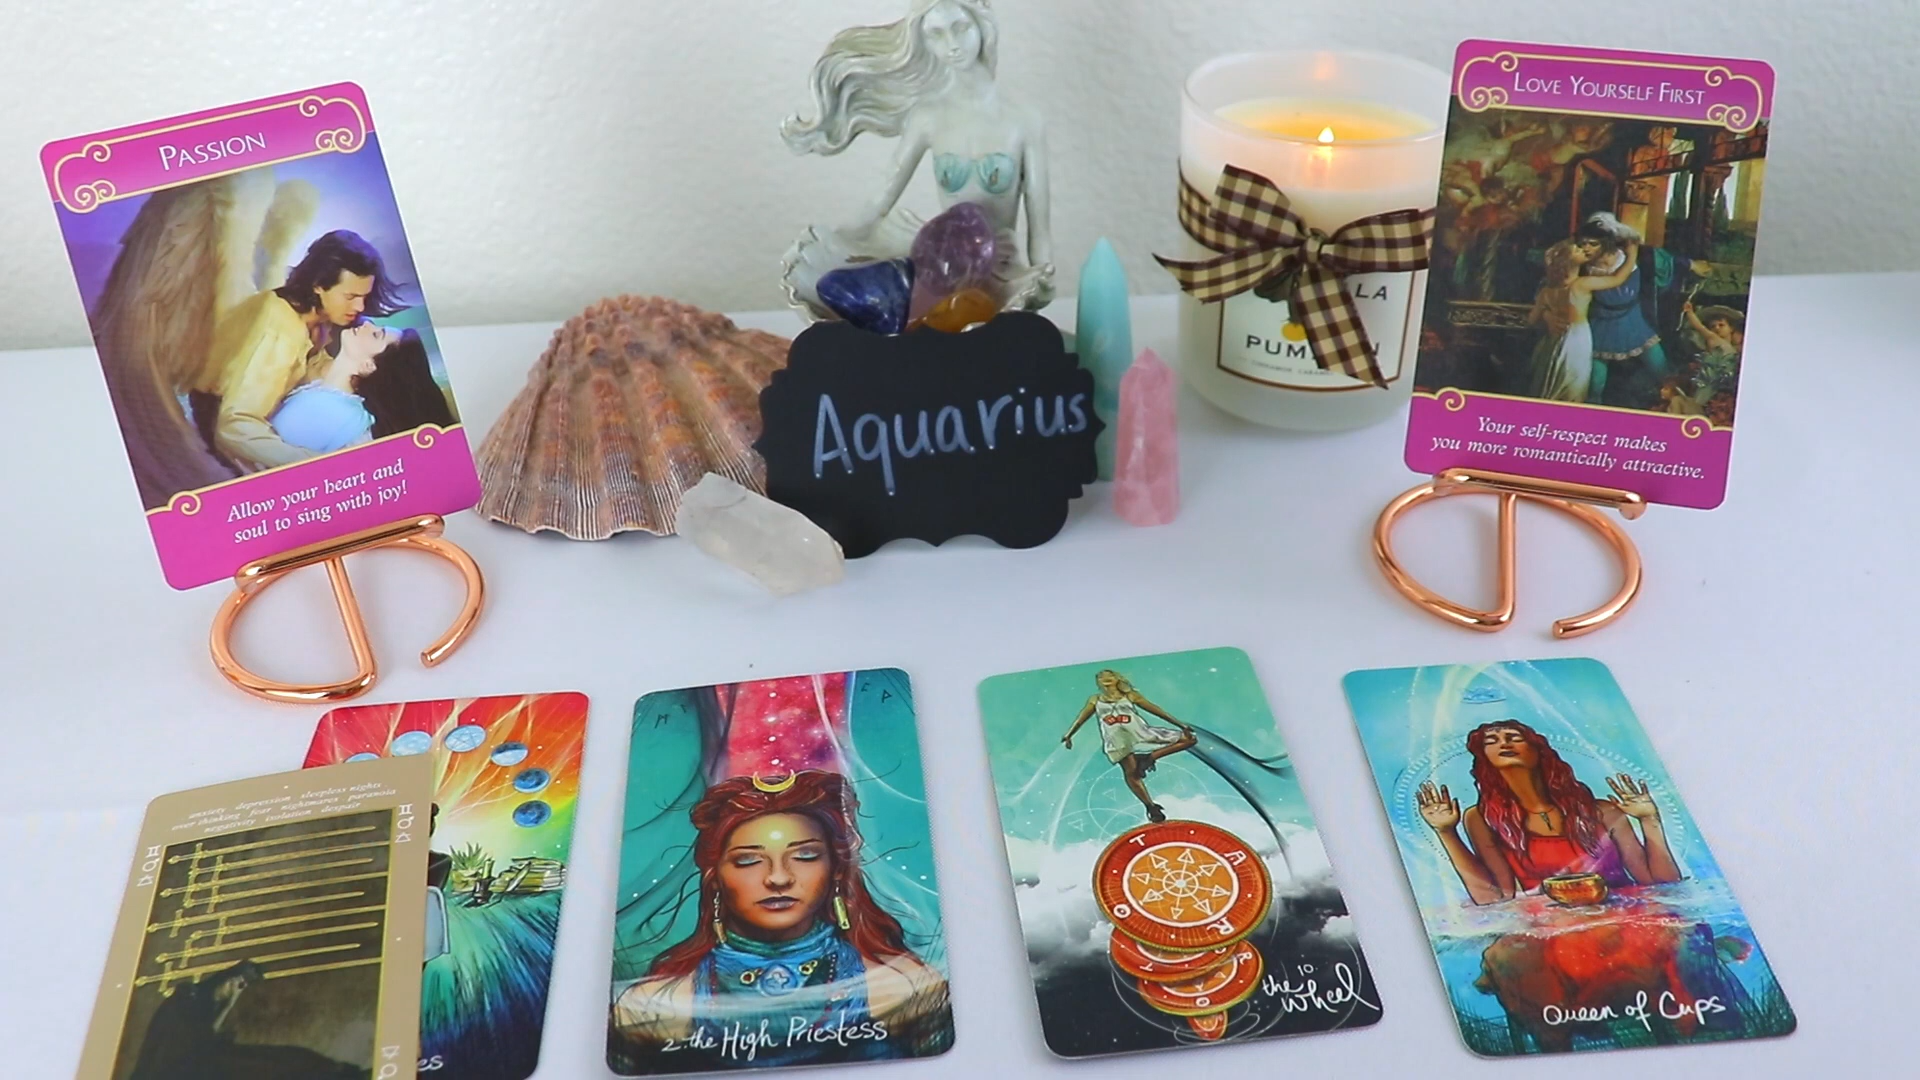 PASSION
Allow your heart and
soul to sing with joy!
LOVE YOURSELF FIRST
Your self-respect makes
you more romantically attractive.
Aquarius
anxiety depression sleepless nights
over thinking fear nightmares paranoia
negativity isolation despair
2. the High Priestess
T A R O
10.
the Wheel
Queen of Cups